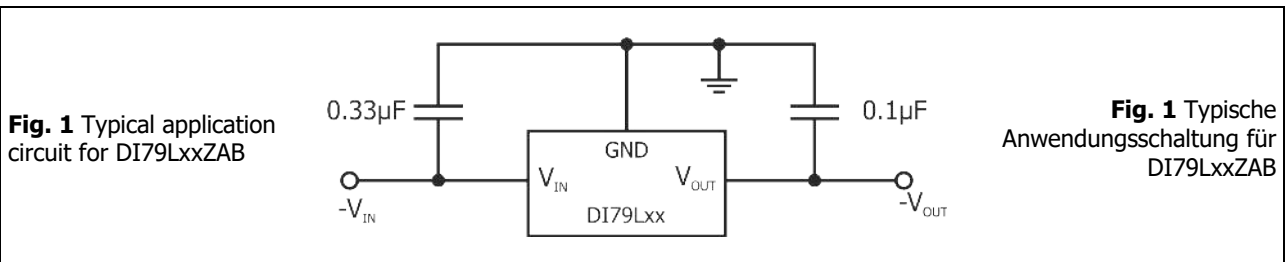 Fig. 1 Typical application
circuit for DI79LxxZAB
0.33µF
0.1µF
GND
VIN
VOUT
DI79Lxx
-VIN
-VOUT
Fig. 1 Typische
Anwendungsschaltung für
DI79LxxZAB